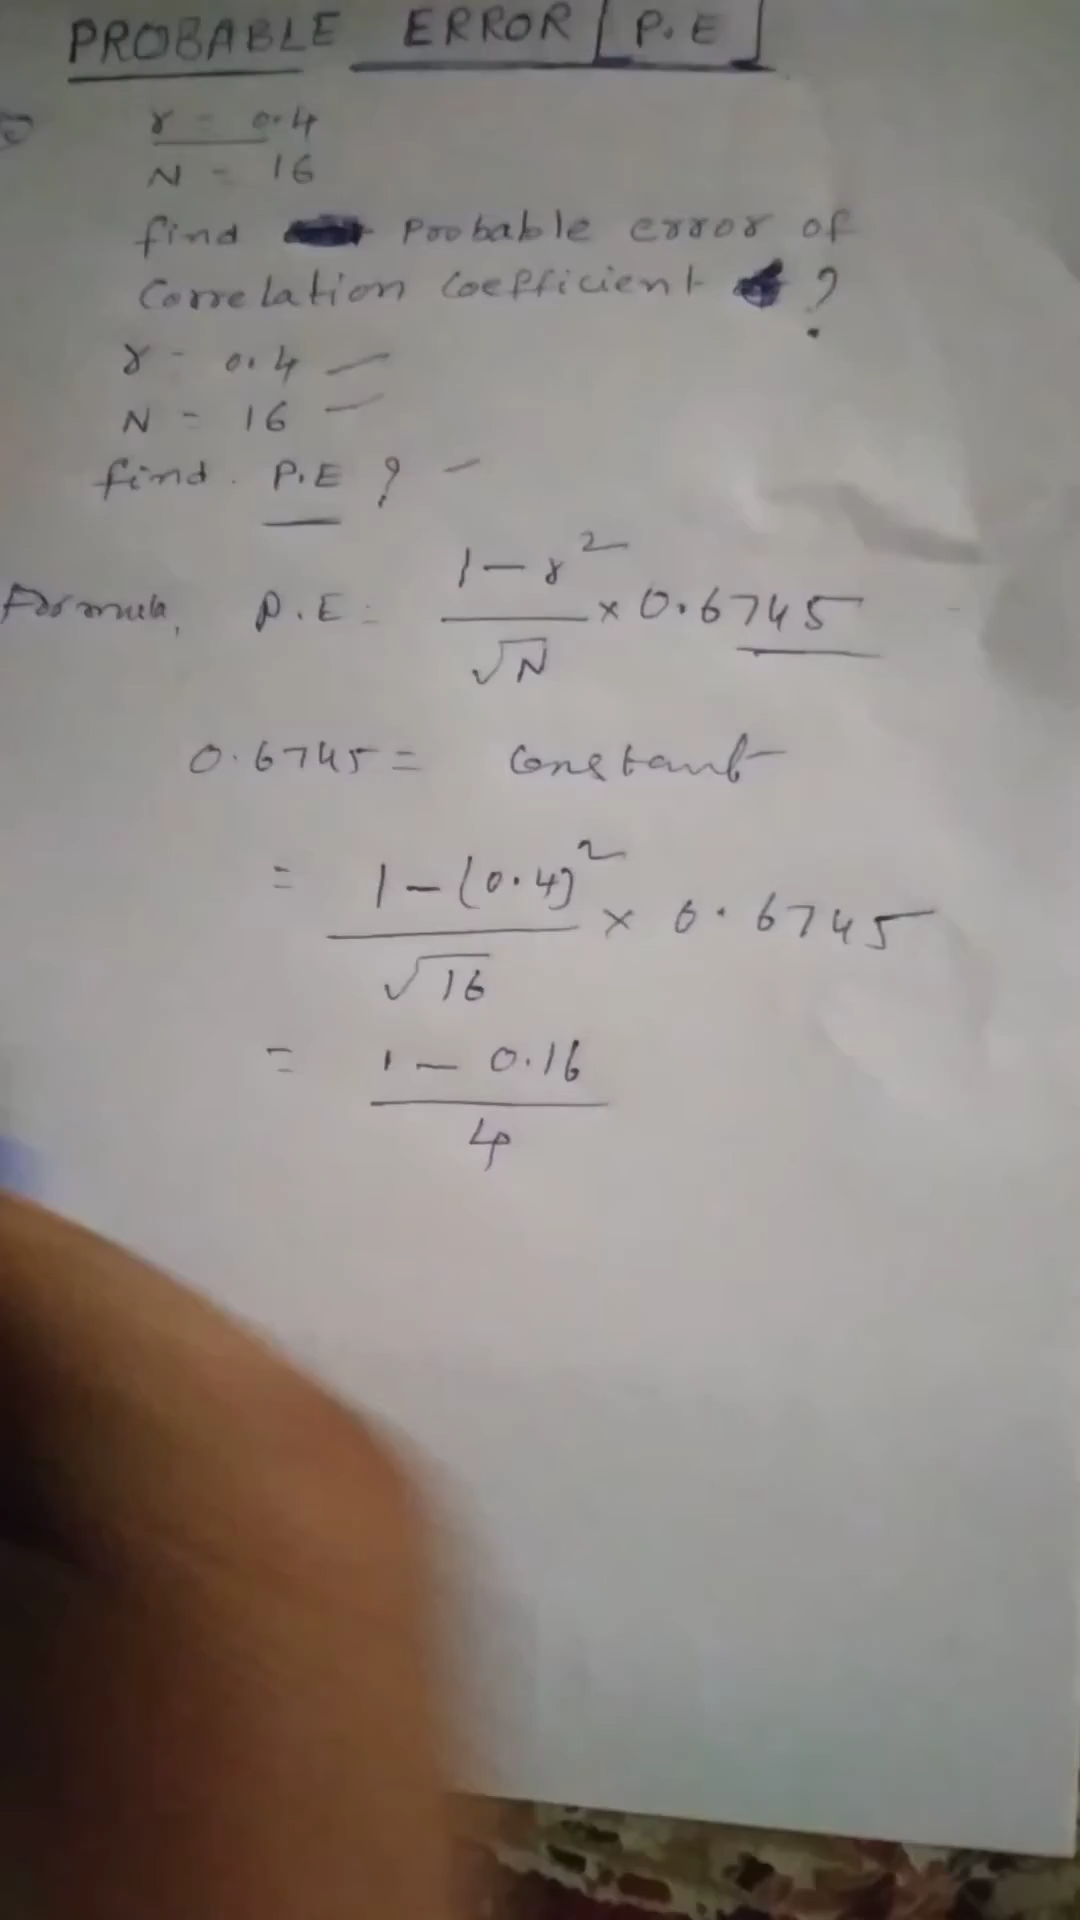 PROBABLE ERROR [P.E]
r = 0.4
N = 16
find Probable error of
Correlation Coefficient ?
r = 0.4
N = 16
find P.E ?
Formula, P.E = 1 - r² / √N × 0.6745
0.6745 = Constant
= 1 - (0.4)² / √16 × 0.6745
= 1 - 0.16 / 4